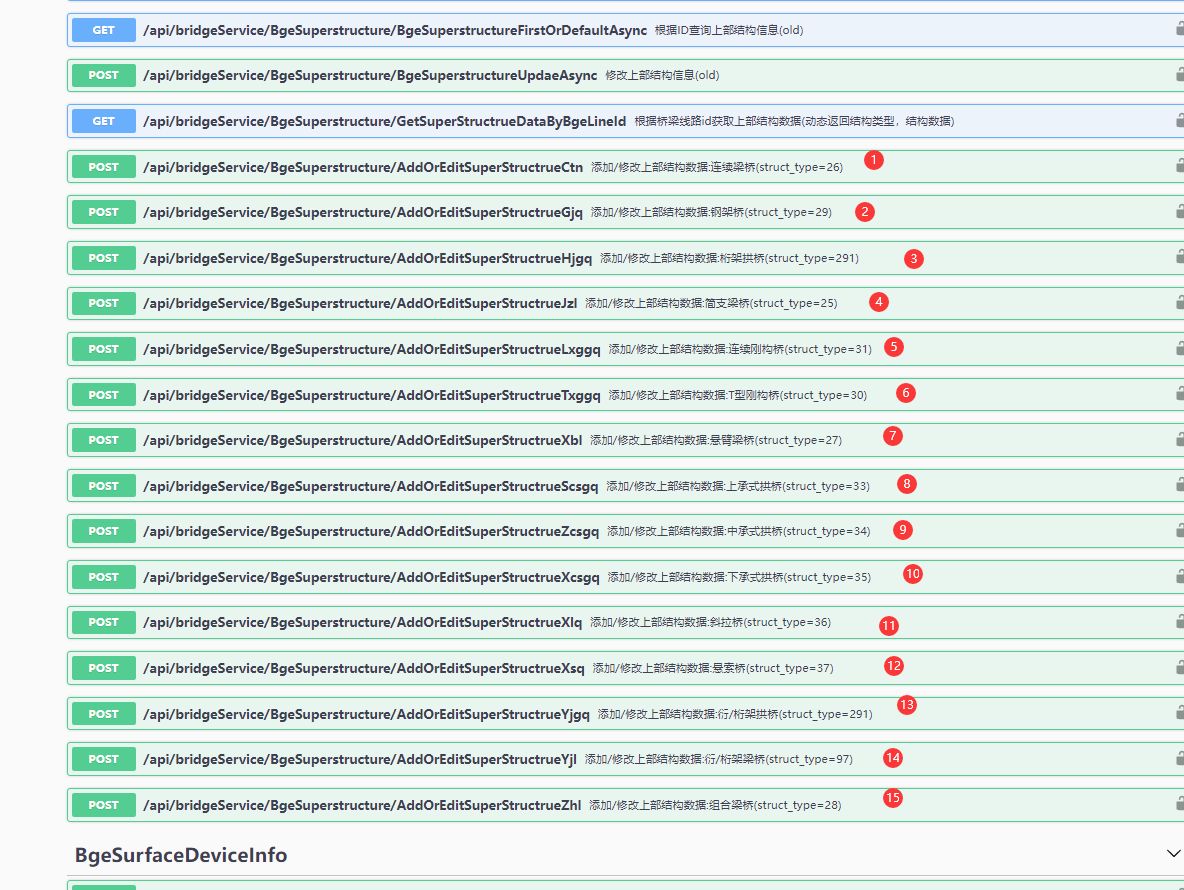 GET /api/bridgeService/BgeSuperstructure/BgeSuperstructureFirstOrDefaultAsync 根据ID查询上部结构信息(old)
POST /api/bridgeService/BgeSuperstructure/BgeSuperstructureUpdaeAsync 修改上部结构信息(old)
GET /api/bridgeService/BgeSuperstructure/GetSuperStructrueDataByBgeLineId 根据桥梁线路id获取上部结构数据(动态返回结构类型，结构数据)
POST /api/bridgeService/BgeSuperstructure/AddOrEditSuperStructrueCtn 添加/修改上部结构数据:连续梁桥(struct_type=26) 1
POST /api/bridgeService/BgeSuperstructure/AddOrEditSuperStructrueGjq 添加/修改上部结构数据:钢架桥(struct_type=29) 2
POST /api/bridgeService/BgeSuperstructure/AddOrEditSuperStructrueHjgq 添加/修改上部结构数据:桁架拱桥(struct_type=291) 3
POST /api/bridgeService/BgeSuperstructure/AddOrEditSuperStructrueJzl 添加/修改上部结构数据:简支梁桥(struct_type=25) 4
POST /api/bridgeService/BgeSuperstructure/AddOrEditSuperStructrueLxggq 添加/修改上部结构数据:连续刚构桥(struct_type=31) 5
POST /api/bridgeService/BgeSuperstructure/AddOrEditSuperStructrueTxggq 添加/修改上部结构数据:T型刚构桥(struct_type=30) 6
POST /api/bridgeService/BgeSuperstructure/AddOrEditSuperStructrueXbl 添加/修改上部结构数据:悬臂梁桥(struct_type=27) 7
POST /api/bridgeService/BgeSuperstructure/AddOrEditSuperStructrueScsgq 添加/修改上部结构数据:上承式拱桥(struct_type=33) 8
POST /api/bridgeService/BgeSuperstructure/AddOrEditSuperStructrueZcsgq 添加/修改上部结构数据:中承式拱桥(struct_type=34) 9
POST /api/bridgeService/BgeSuperstructure/AddOrEditSuperStructrueXcsgq 添加/修改上部结构数据:下承式拱桥(struct_type=35) 10
POST /api/bridgeService/BgeSuperstructure/AddOrEditSuperStructrueXlq 添加/修改上部结构数据:斜拉桥(struct_type=36) 11
POST /api/bridgeService/BgeSuperstructure/AddOrEditSuperStructrueXsq 添加/修改上部结构数据:悬索桥(struct_type=37) 12
POST /api/bridgeService/BgeSuperstructure/AddOrEditSuperStructrueYjgq 添加/修改上部结构数据:衍/桁架拱桥(struct_type=291) 13
POST /api/bridgeService/BgeSuperstructure/AddOrEditSuperStructrueYjl 添加/修改上部结构数据:衍/桁架梁桥(struct_type=97) 14
POST /api/bridgeService/BgeSuperstructure/AddOrEditSuperStructrueZhl 添加/修改上部结构数据:组合梁桥(struct_type=28) 15
BgeSurfaceDeviceInfo